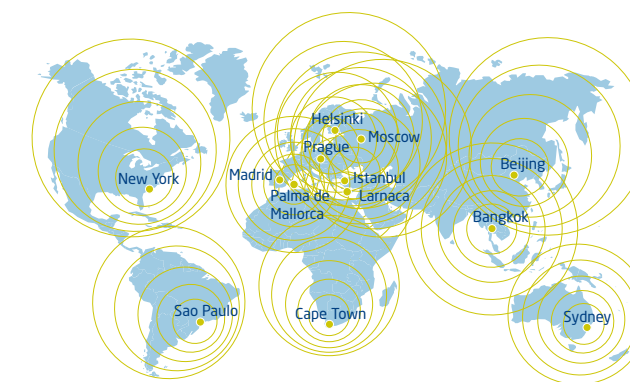 Helsinki
Moscow
Prague
Madrid
Istanbul
Palma de
Mallorca
Larnaca
New York
Beijing
Bangkok
Sao Paulo
Cape Town
Sydney